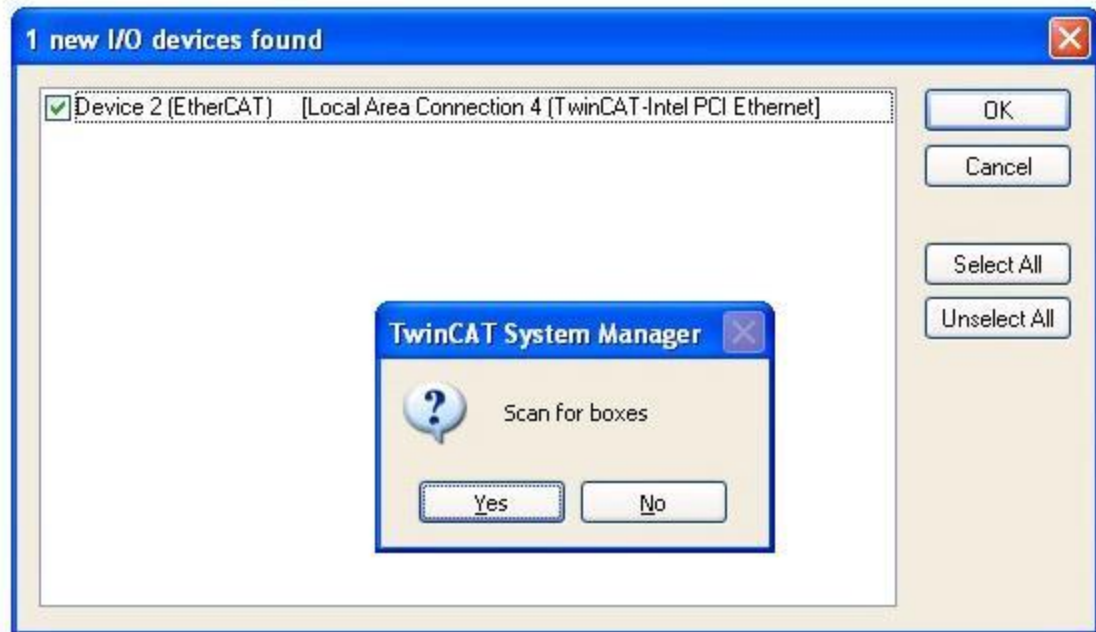 1 new I/O devices found
Device 2 (EtherCAT) [Local Area Connection 4 (TwinCAT-Intel PCI Ethernet]
OK
Cancel
Select All
Unselect All
TwinCAT System Manager
Scan for boxes
Yes
No